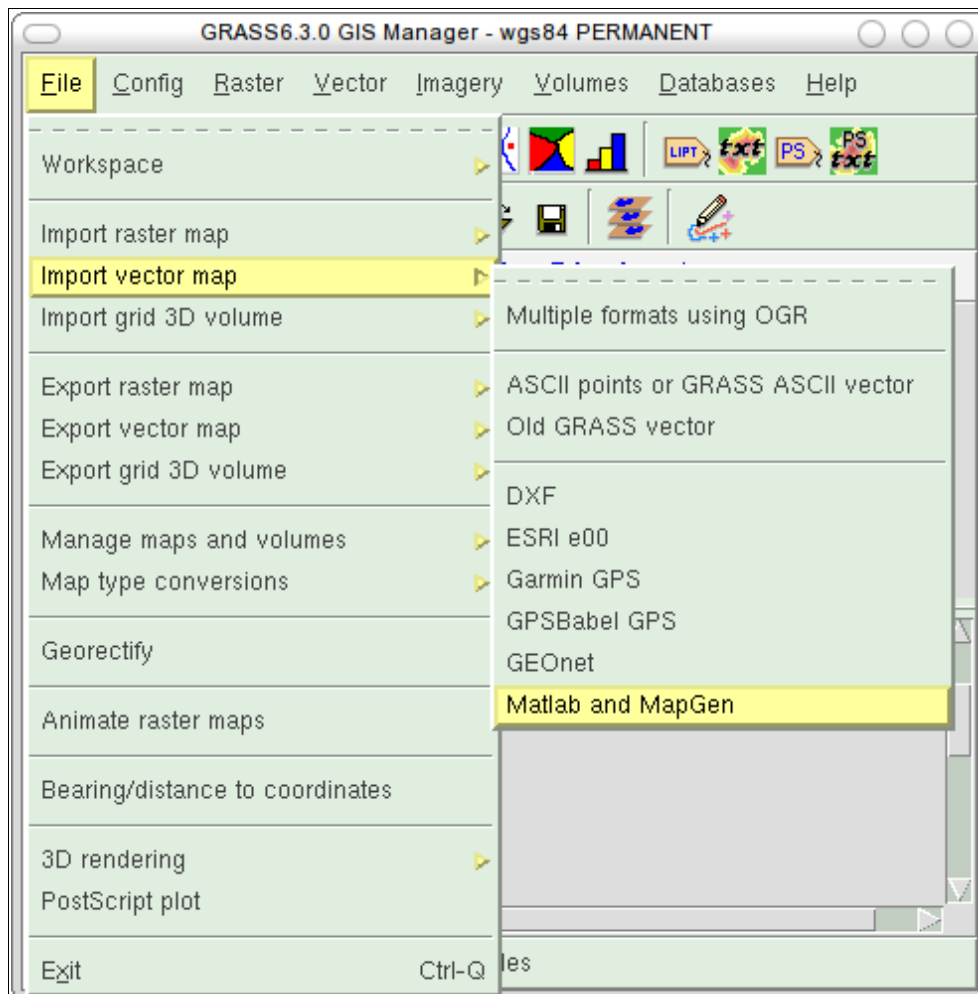 GRASS6.3.0 GIS Manager - wgs84 PERMANENT
File Config Raster Vector Imagery Volumes Databases Help
LIPT txt PS PS txt
Workspace
Import raster map
Import vector map
Import grid 3D volume
Export raster map
Export vector map
Export grid 3D volume
Manage maps and volumes
Map type conversions
Georectify
Animate raster maps
Bearing/distance to coordinates
3D rendering
PostScript plot
Exit Ctrl-Q
Multiple formats using OGR
ASCII points or GRASS ASCII vector
Old GRASS vector
DXF
ESRI e00
Garmin GPS
GPSBabel GPS
GEOnet
Matlab and MapGen
les